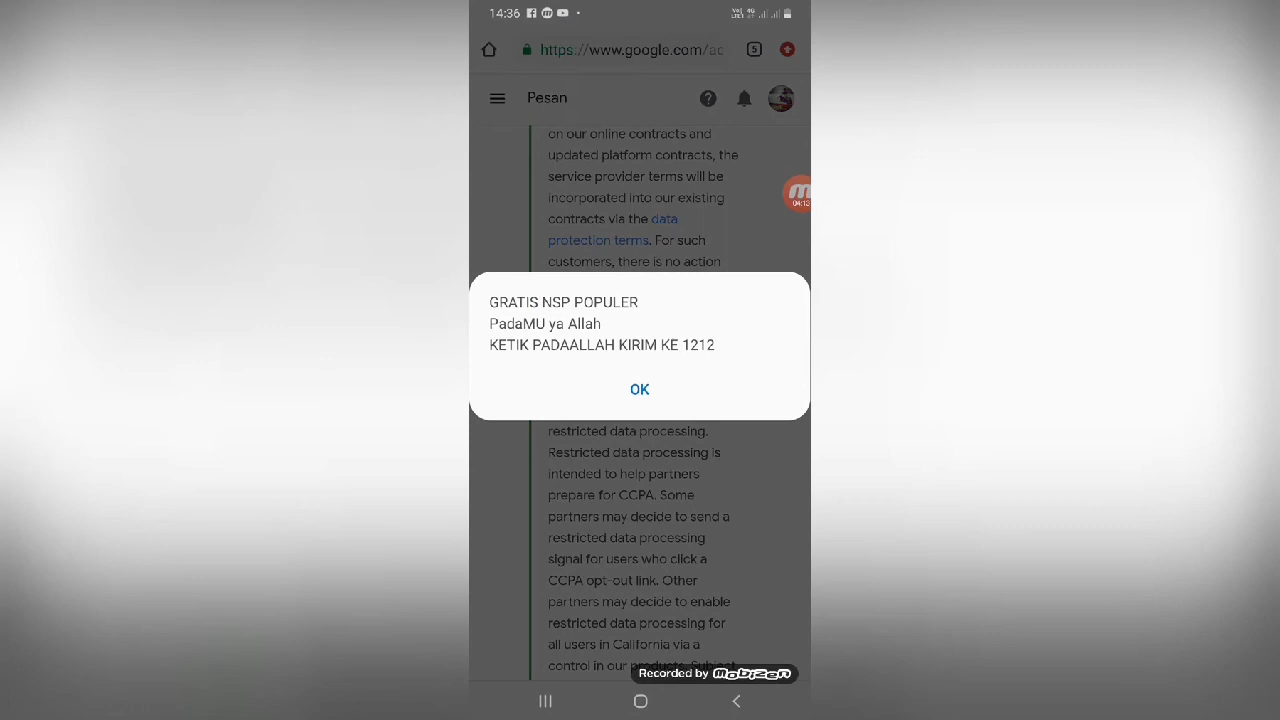 14:36
https://www.google.com/ac
5
Pesan
on our online contracts and
updated platform contracts, the
service provider terms will be
incorporated into our existing
contracts via the data
protection terms. For such
customers, there is no action
04:13
GRATIS NSP POPULER
PadaMU ya Allah
KETIK PADAALLAH KIRIM KE 1212
OK
restricted data processing.
Restricted data processing is
intended to help partners
prepare for CCPA. Some
partners may decide to send a
restricted data processing
signal for users who click a
CCPA opt-out link. Other
partners may decide to enable
restricted data processing for
all users in California via a
control in our products. Subject
Recorded by mobizen